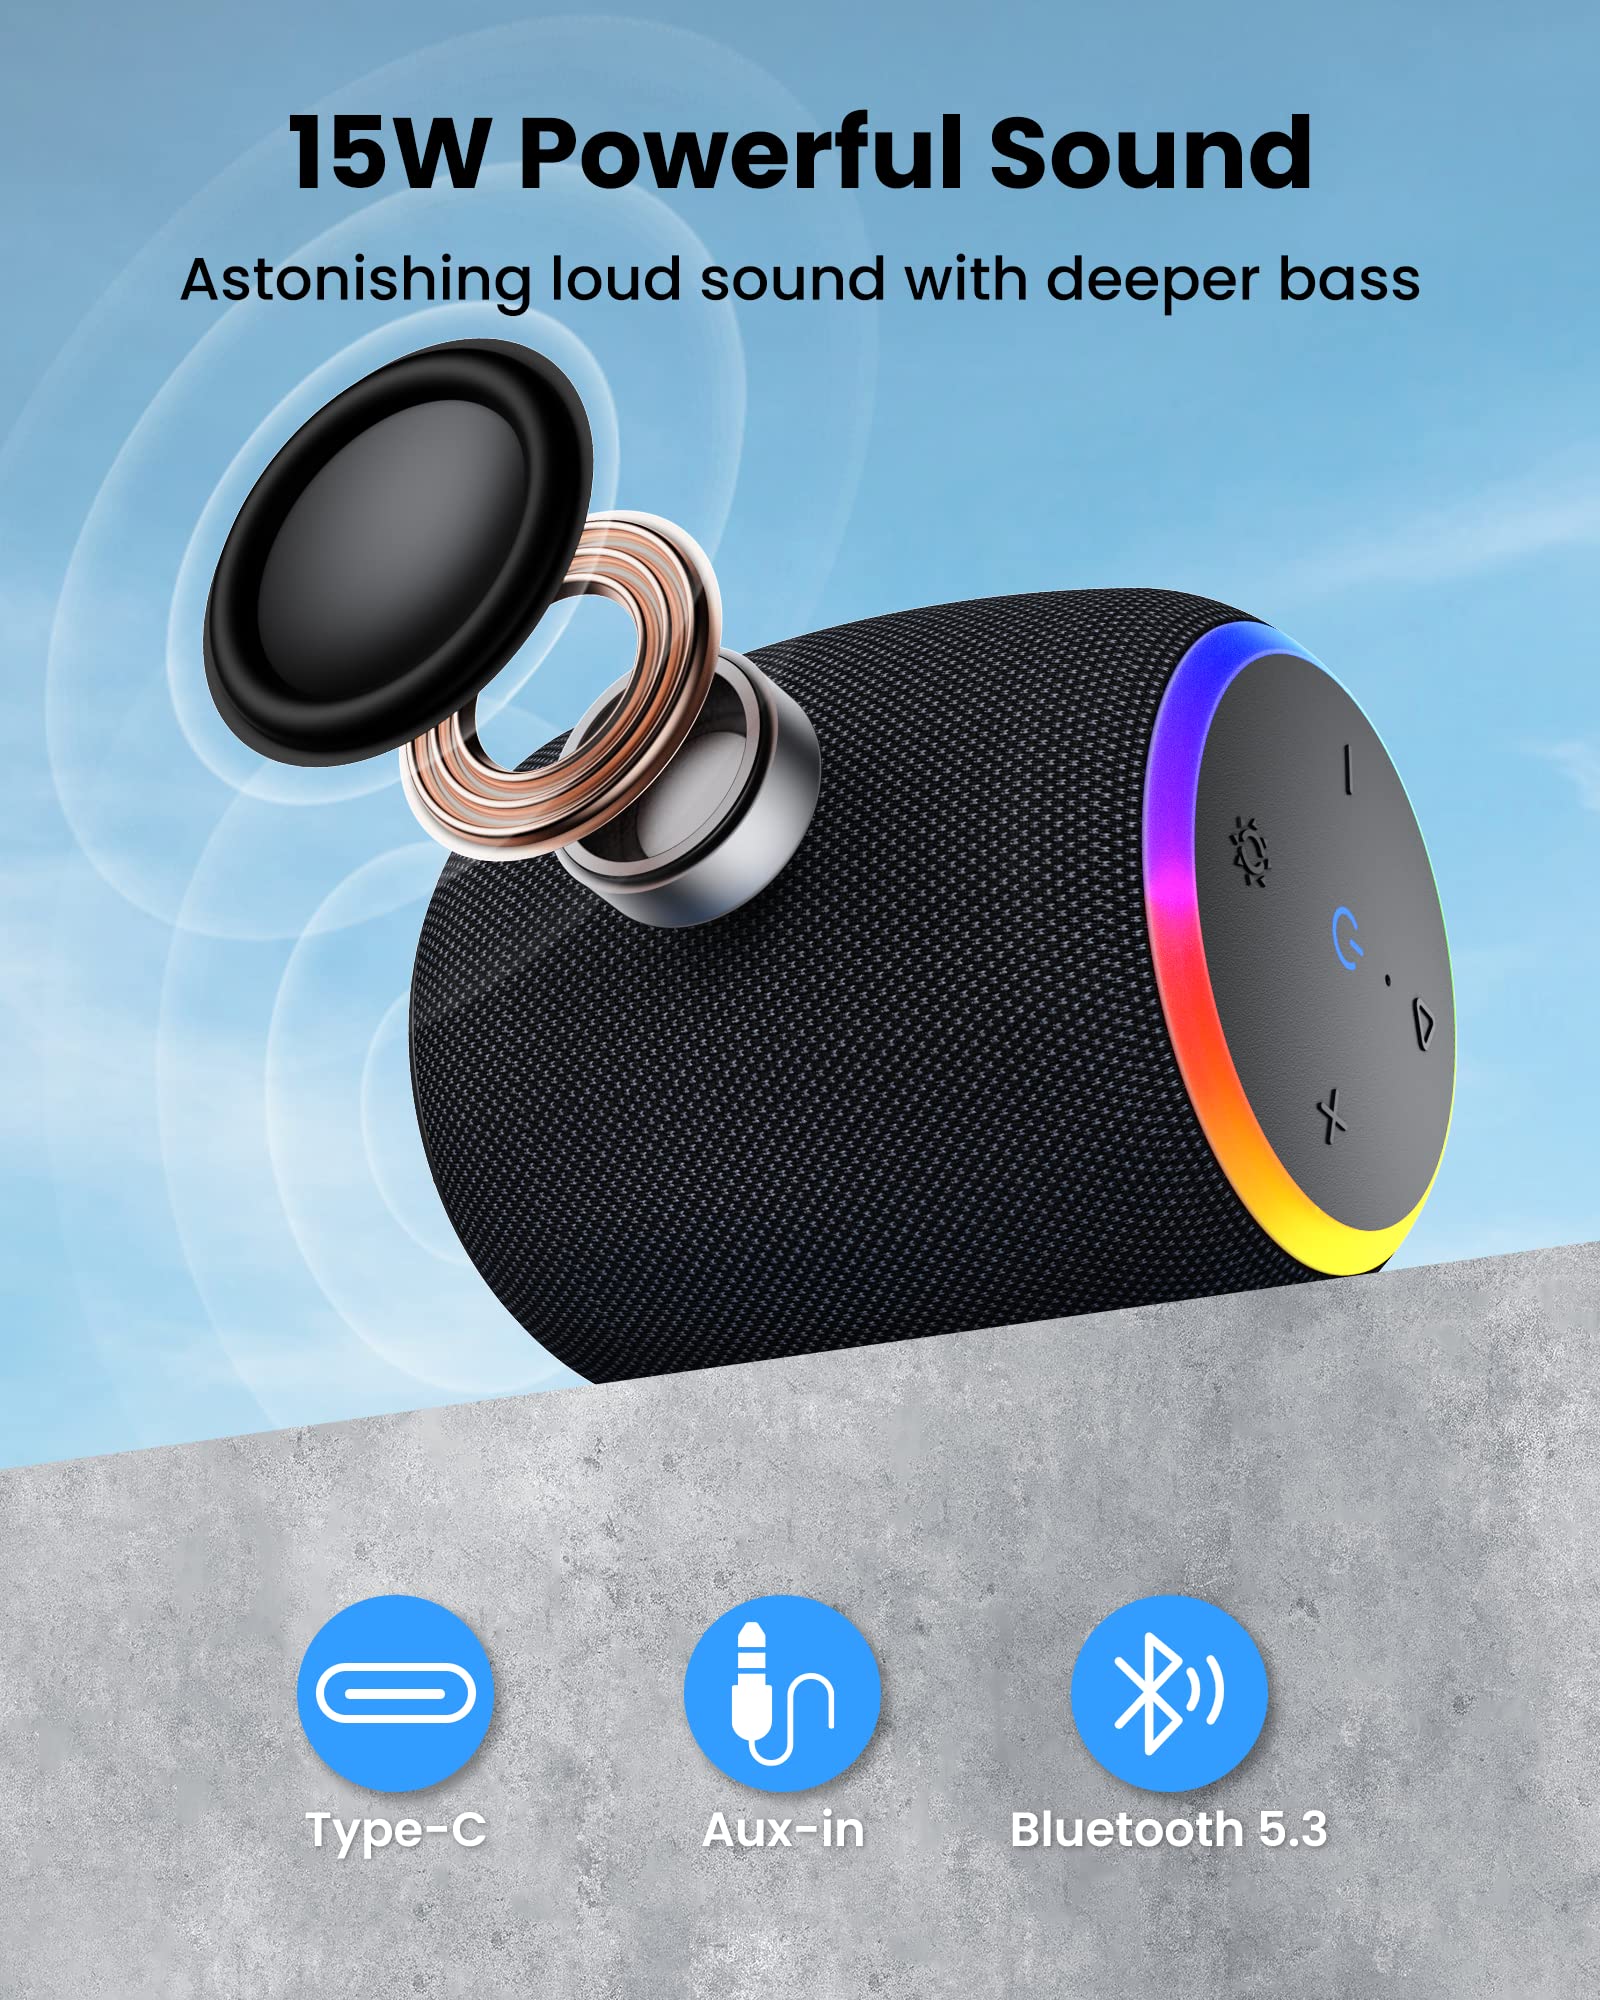 15W Powerful Sound
Astonishing loud sound with deeper bass
Type-C
Aux-in
Bluetooth 5.3